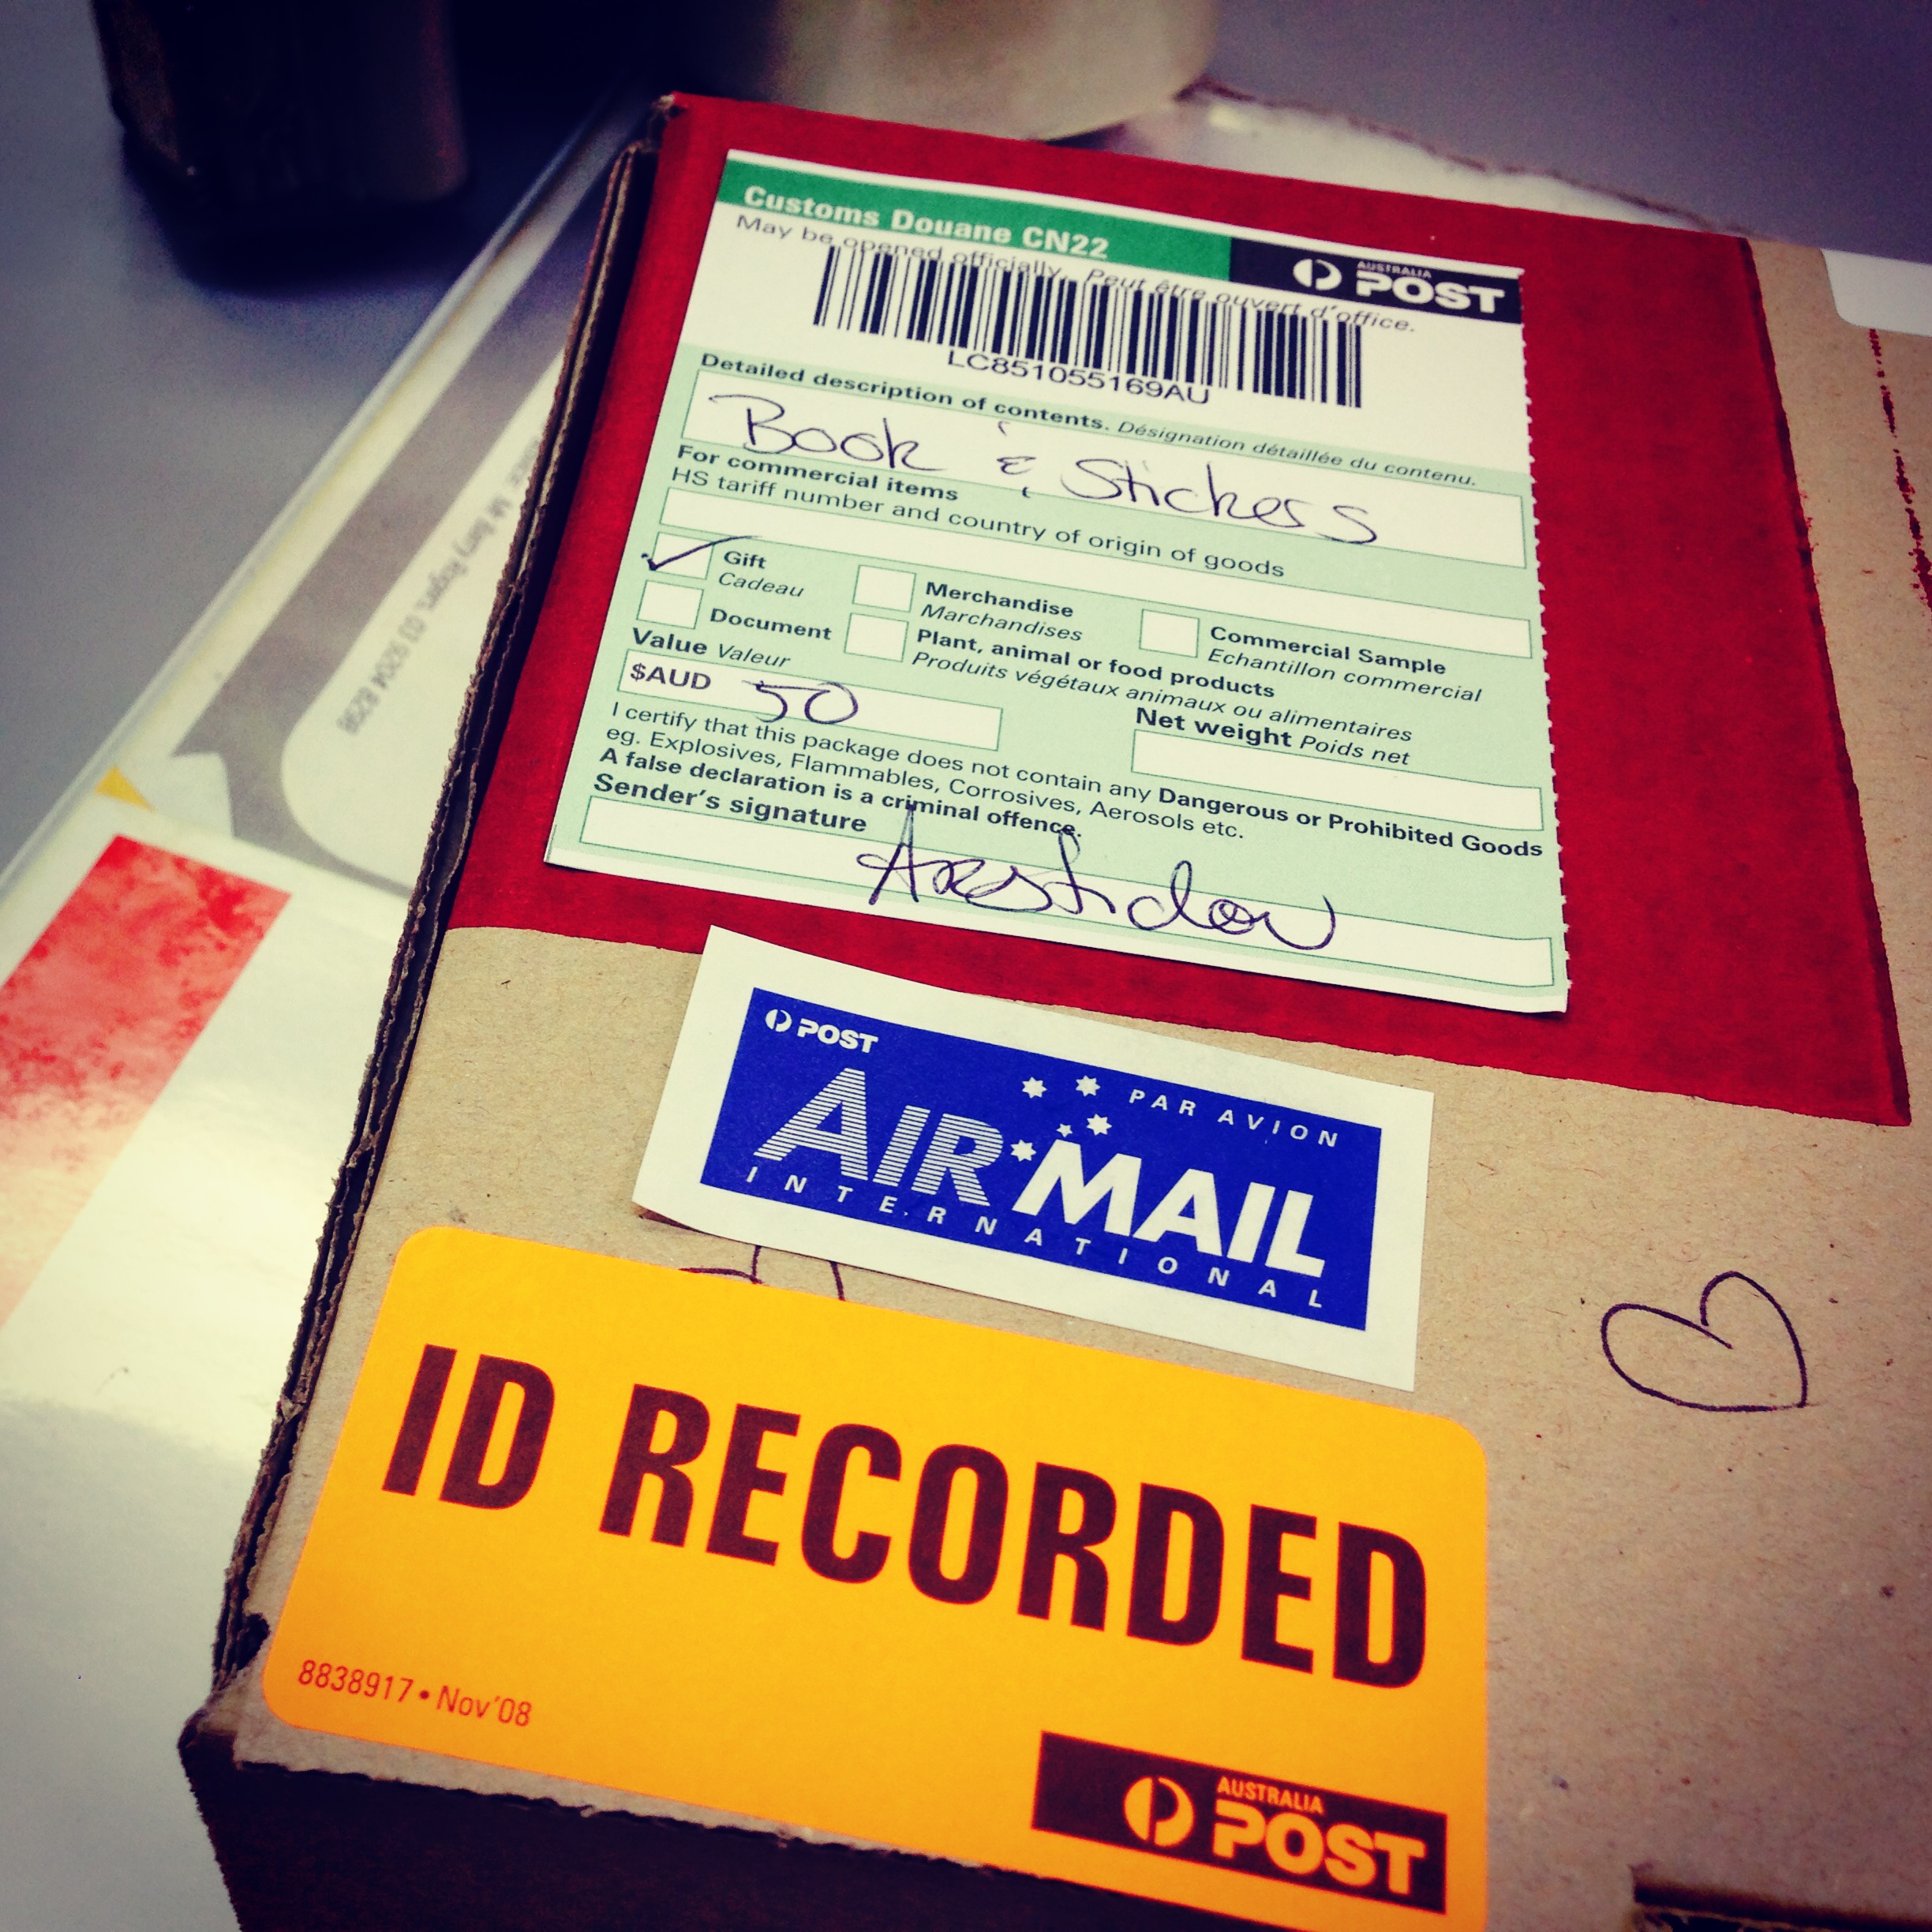 Customs Douane CN22
May be opened officially. Peut être ouvert d'office.
AUSTRALIA
POST
LC851055169AU
Detailed description of contents. Désignation détaillée du contenu.
Book & Stickers
For commercial items
HS tariff number and country of origin of goods
Gift
Cadeau
Merchandise
Marchandises
Commercial Sample
Echantillon commercial
Document
Plant, animal or food products
Produits végétaux animaux ou alimentaires
Value Valeur
$AUD 50
Net weight Poids net
I certify that this package does not contain any Dangerous or Prohibited Goods
eg. Explosives, Flammables, Corrosives, Aerosols etc.
A false declaration is a criminal offence.
Sender's signature
POST
PAR AVION
AIR MAIL
INTERNATIONAL
ID RECORDED
8838917 • Nov'08
AUSTRALIA
POST